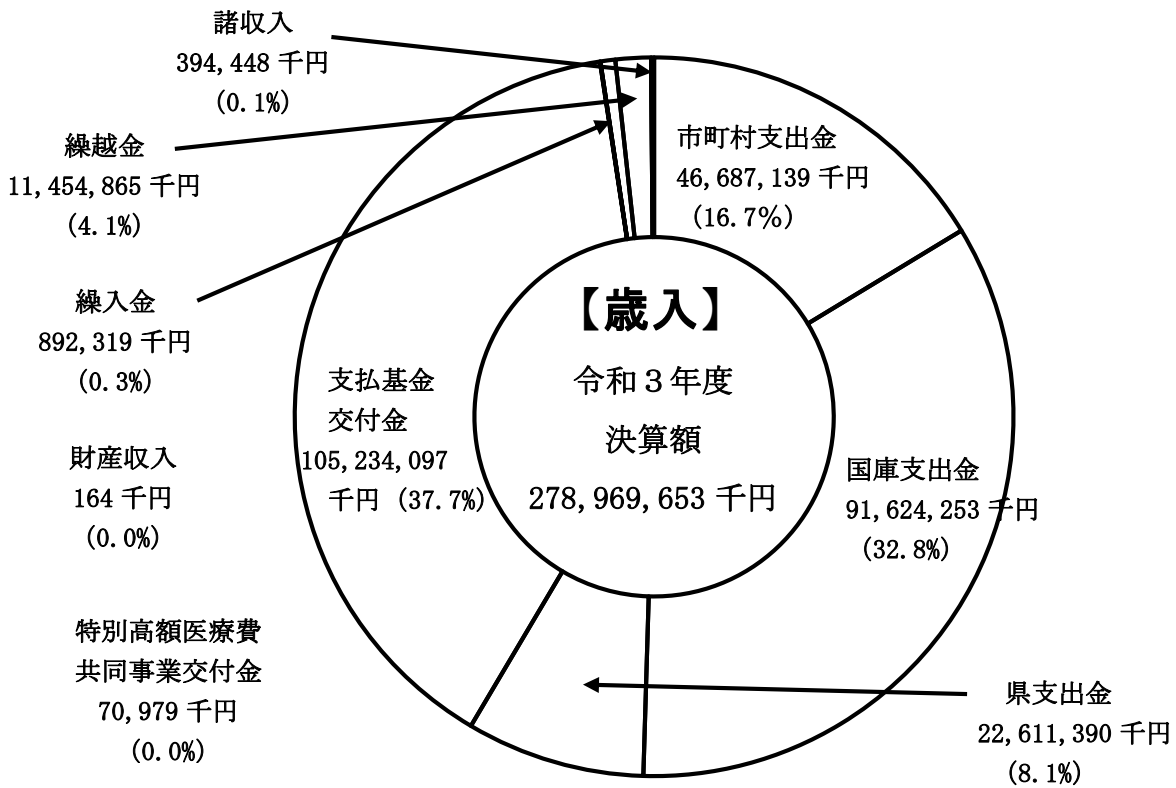 諸収入
394,448 千円
(0.1%)
繰越金
11,454,865 千円
(4.1%)
繰入金
892,319 千円
(0.3%)
財産収入
164 千円
(0.0%)
特別高額医療費
共同事業交付金
70,979 千円
(0.0%)
支払基金
交付金
105,234,097
千円 (37.7%)
【歳入】
令和３年度
決算額
278,969,653 千円
市町村支出金
46,687,139 千円
(16.7%)
国庫支出金
91,624,253 千円
(32.8%)
県支出金
22,611,390 千円
(8.1%)